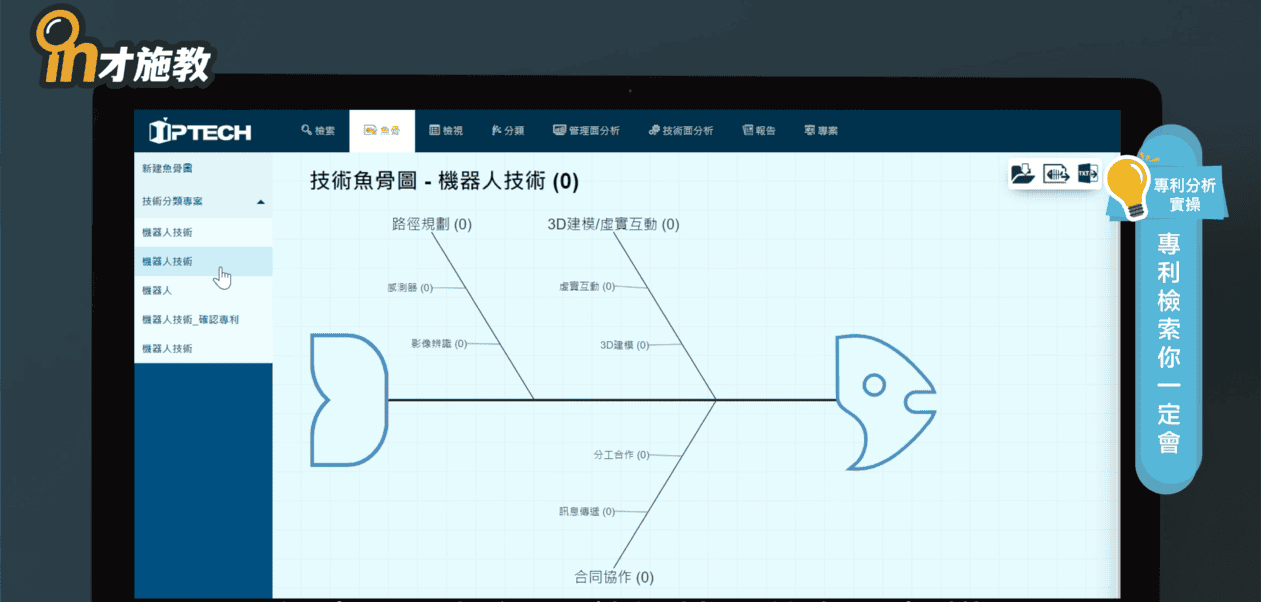 in才施教
IPTECH
檢索
魚骨
檢視
分類
管理面分析
技術面分析
報告
專案
新建魚骨圖
技術分類專案
機器人技術
機器人技術
機器人
機器人技術_確認專利
機器人技術
技術魚骨圖 - 機器人技術 (0)
TXT
路徑規劃 (0)
3D建模/虛實互動 (0)
感測器 (0)
虛實互動 (0)
影像辨識 (0)
3D建模 (0)
分工合作 (0)
訊息傳遞 (0)
合同協作 (0)
專利分析
實操
專利檢索你一定會